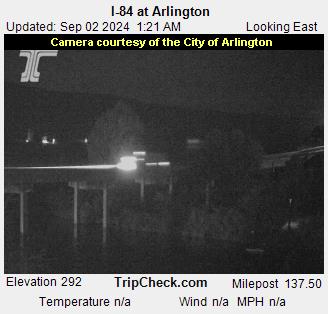 I-84 at Arlington
Updated: Sep 02 2024 1:21 AM Looking East
Camera courtesy of the City of Arlington
Elevation 292 TripCheck.com Milepost 137.50
Temperature n/a Wind n/a MPH n/a